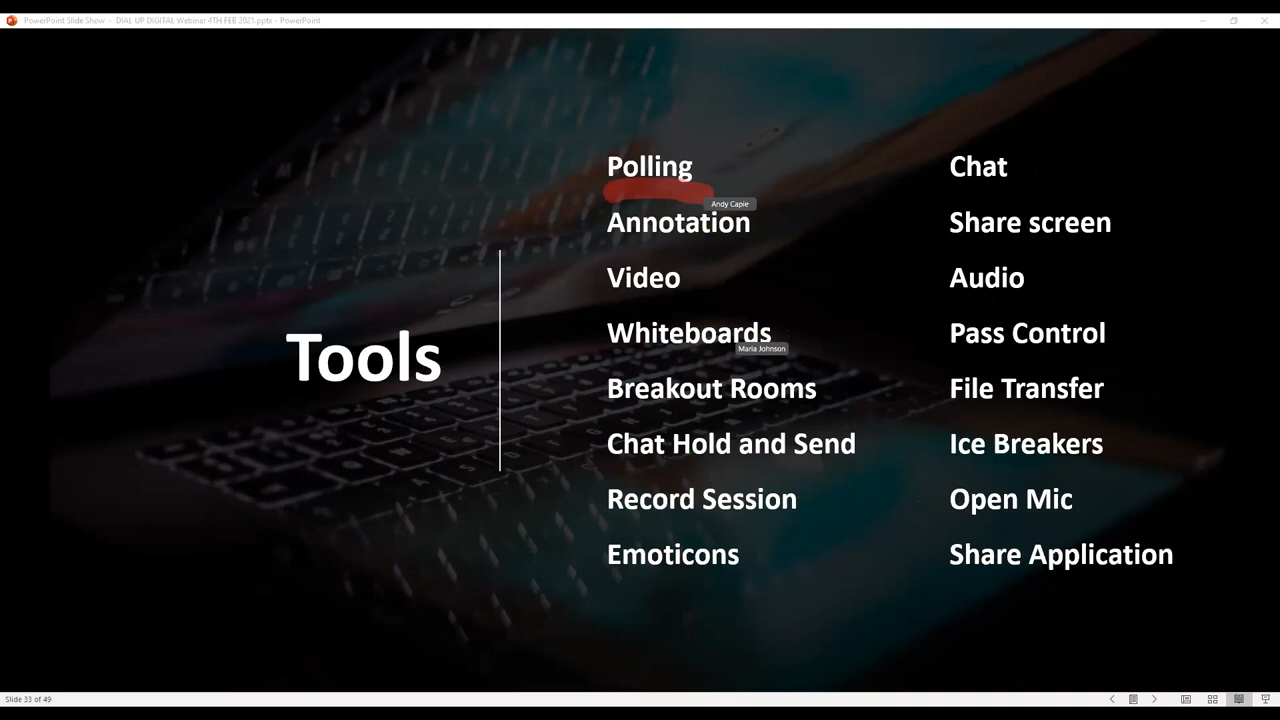 PowerPoint Slide Show - DIAL UP DIGITAL Webinar 4TH FEB 2021.pptx - PowerPoint
Tools
Polling
Andy Capie
Annotation
Video
Whiteboards
Maria Johnson
Breakout Rooms
Chat Hold and Send
Record Session
Emoticons
Chat
Share screen
Audio
Pass Control
File Transfer
Ice Breakers
Open Mic
Share Application
Slide 33 of 49